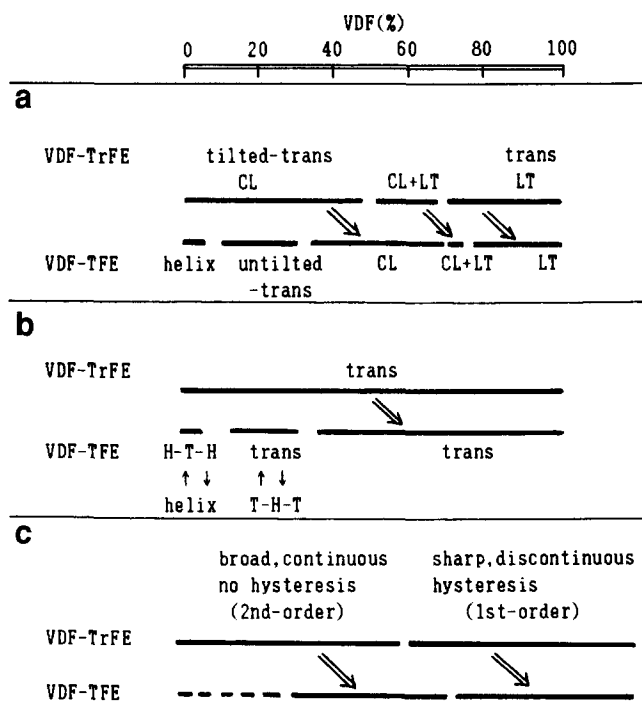 VDF(%)
0 20 40 60 80 100
a
VDF-TrFE tilted-trans trans
CL CL+LT LT
VDF-TFE helix untilted CL CL+LT LT
-trans
b
VDF-TrFE trans
VDF-TFE H-T-H trans trans
↑ ↓ ↑ ↓
helix T-H-T
c
broad,continuous sharp,discontinuous
no hysteresis hysteresis
(2nd-order) (1st-order)
VDF-TrFE
VDF-TFE